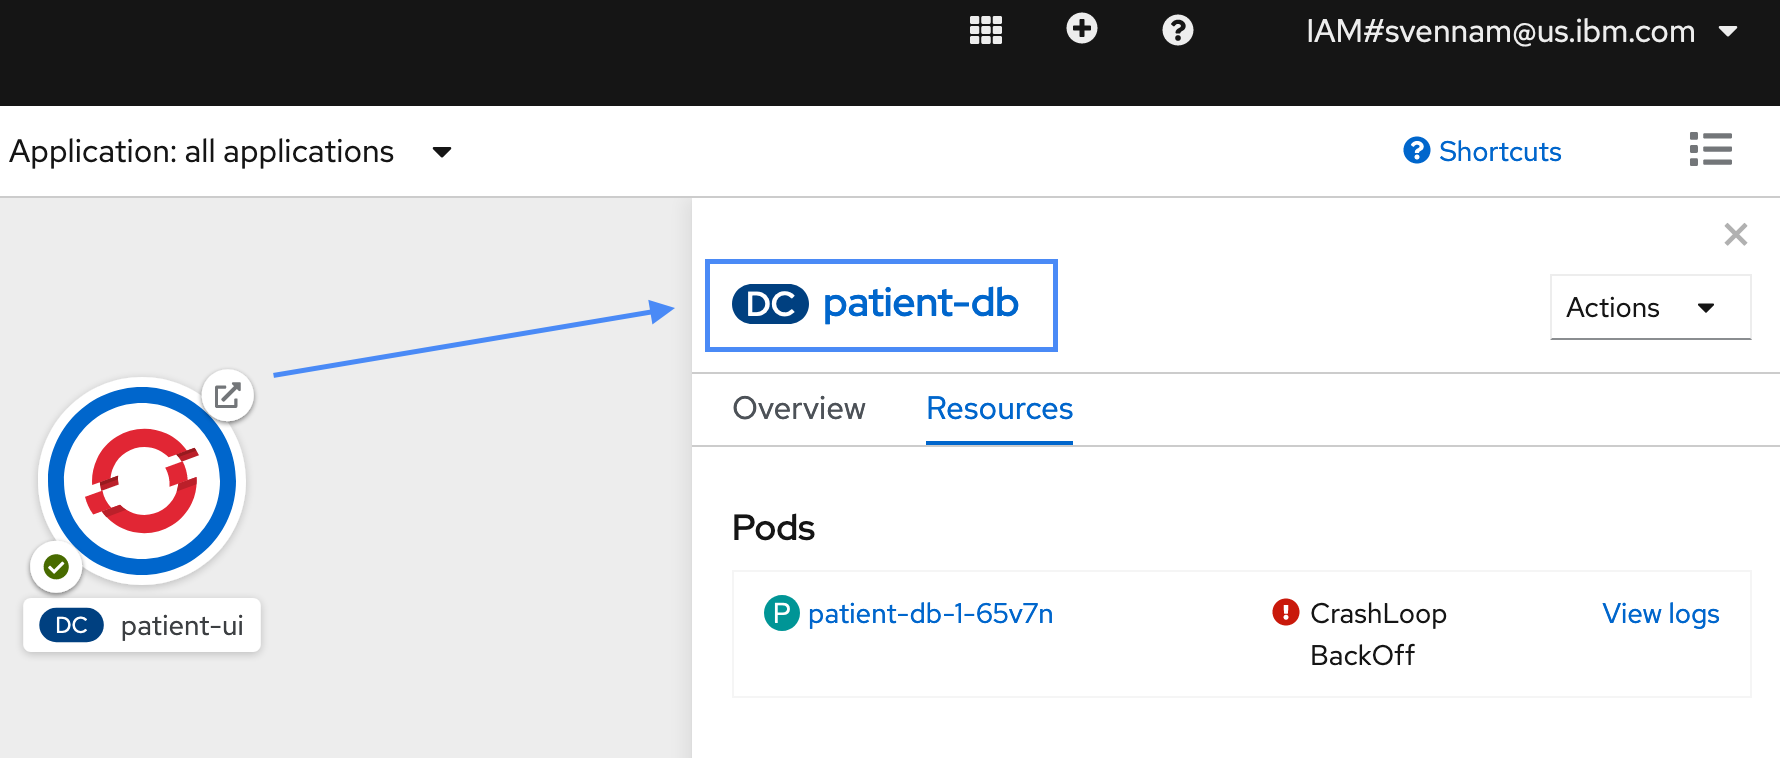 IAM#svennam@us.ibm.com
Application: all applications
Shortcuts
DC patient-db
Actions
Overview Resources
Pods
P patient-db-1-65v7n CrashLoop View logs
BackOff
DC patient-ui